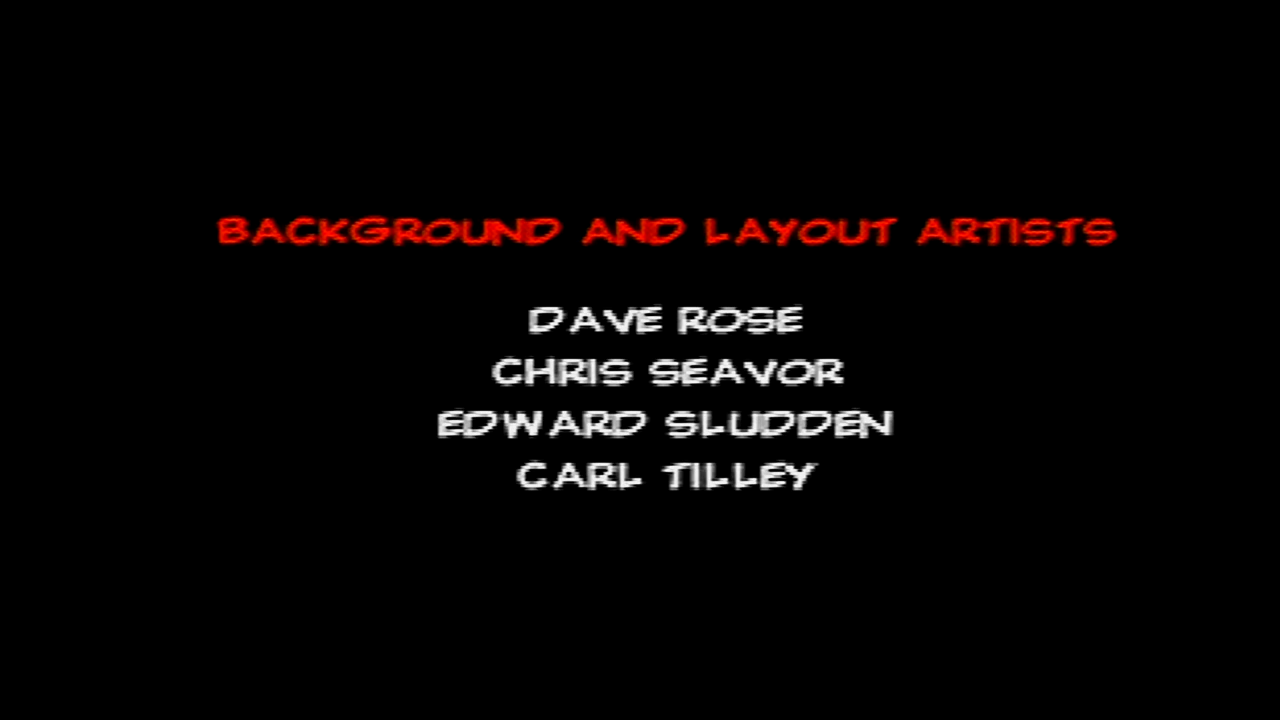 BACKGROUND AND LAYOUT ARTISTS
DAVE ROSE
CHRIS SEAVOR
EDWARD SLUDDEN
CARL TILLEY